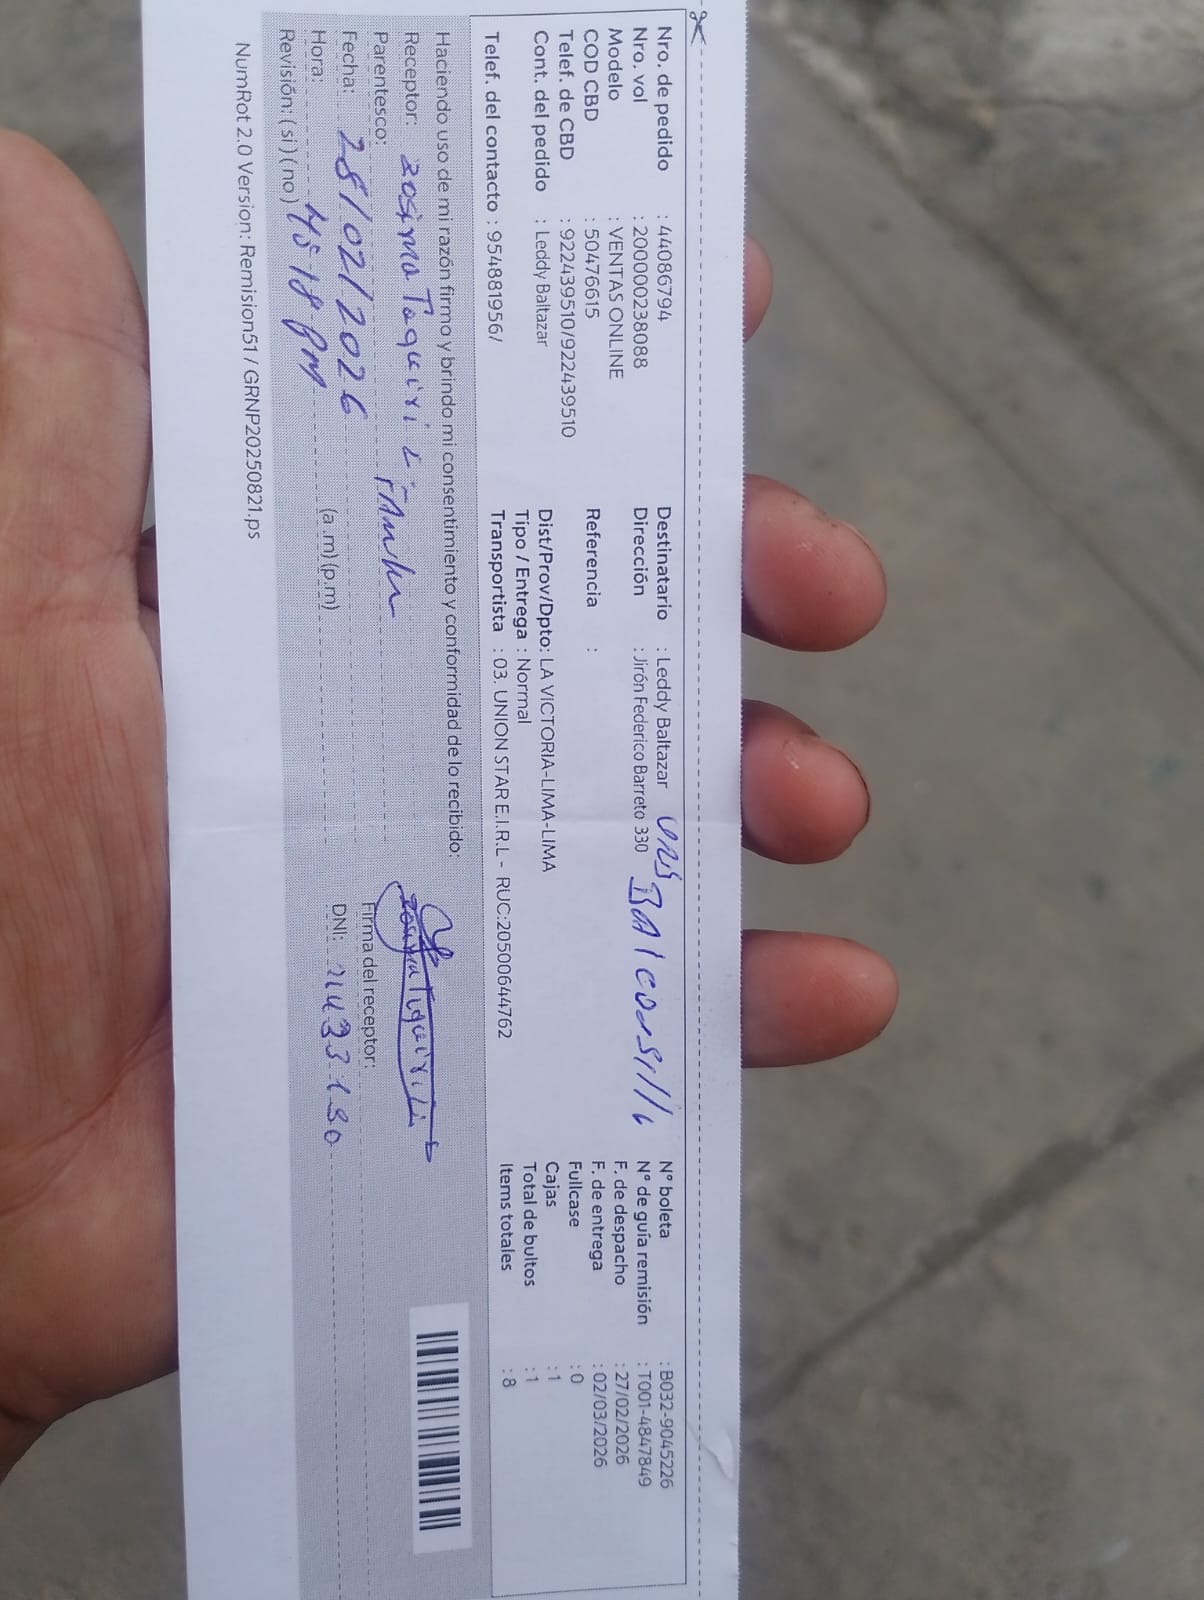 Nro. de pedido : 44086794
Nro. vol : 200000238088
Modelo : VENTAS ONLINE
COD CBD : 50476615
Telef. de CBD : 922439510/922439510
Cont. del pedido : Leddy Baltazar
Telef. del contacto : 954881956/
Destinatario : Leddy Baltazar
Dirección : Jirón Federico Barreto 330
Referencia :
Dist/Prov/Dpto: LA VICTORIA-LIMA-LIMA
Tipo / Entrega : Normal
Transportista : 03. UNION STAR E.I.R.L - RUC:20500644762
N° boleta : B032-9045226
N° de guía remisión : T001-4847849
F. de despacho : 27/02/2026
F. de entrega : 02/03/2026
Fullcase : 0
Cajas : 1
Total de bultos : 1
Items totales : 8
Haciendo uso de mi razón firmo y brindo mi consentimiento y conformidad de lo recibido:
Receptor: zosima Taquiri
Parentesco:
Fecha: 28/02/2026
Hora: (a.m)(p.m)
Revisión: ( si ) ( no )
Firma del receptor:
DNI:
NumRot 2.0 Version: Remision51 / GRNP20250821.ps